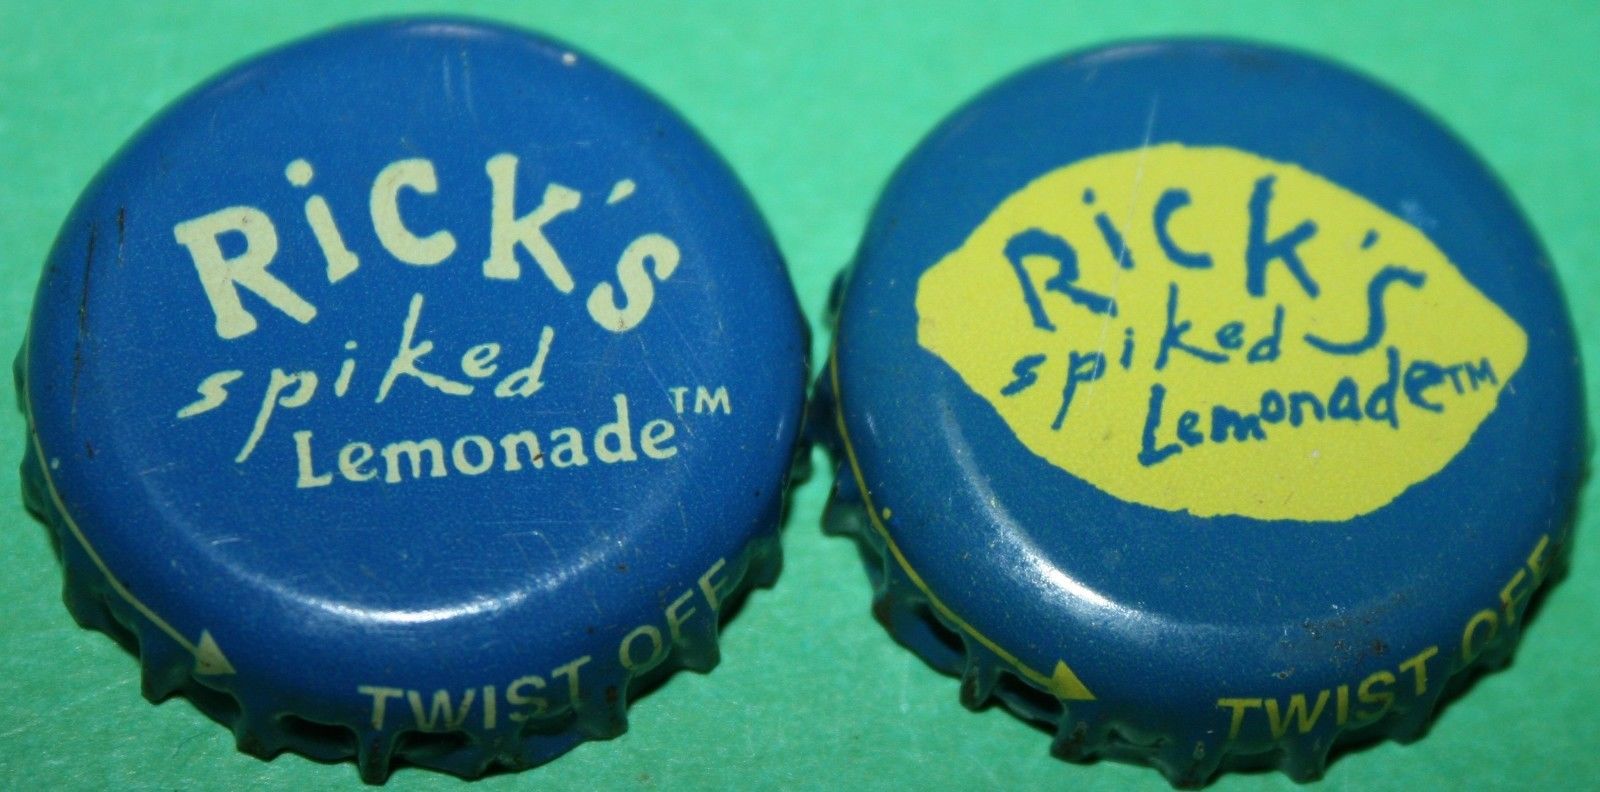 Rick's
spiked
Lemonade™
TWIST OFF
Rick's
spiked
Lemonade™
TWIST OFF